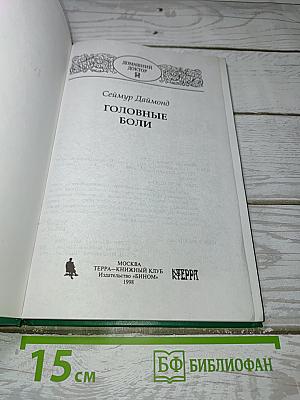 ДОМАШНИЙ
ДОКТОР
Сеймур Даймонд
ГОЛОВНЫЕ
БОЛИ
МОСКВА
ТЕРРА—КНИЖНЫЙ КЛУБ
Издательство «БИНОМ»
1998
ТЕРРА
15 см
БФ БИБЛИОФАН